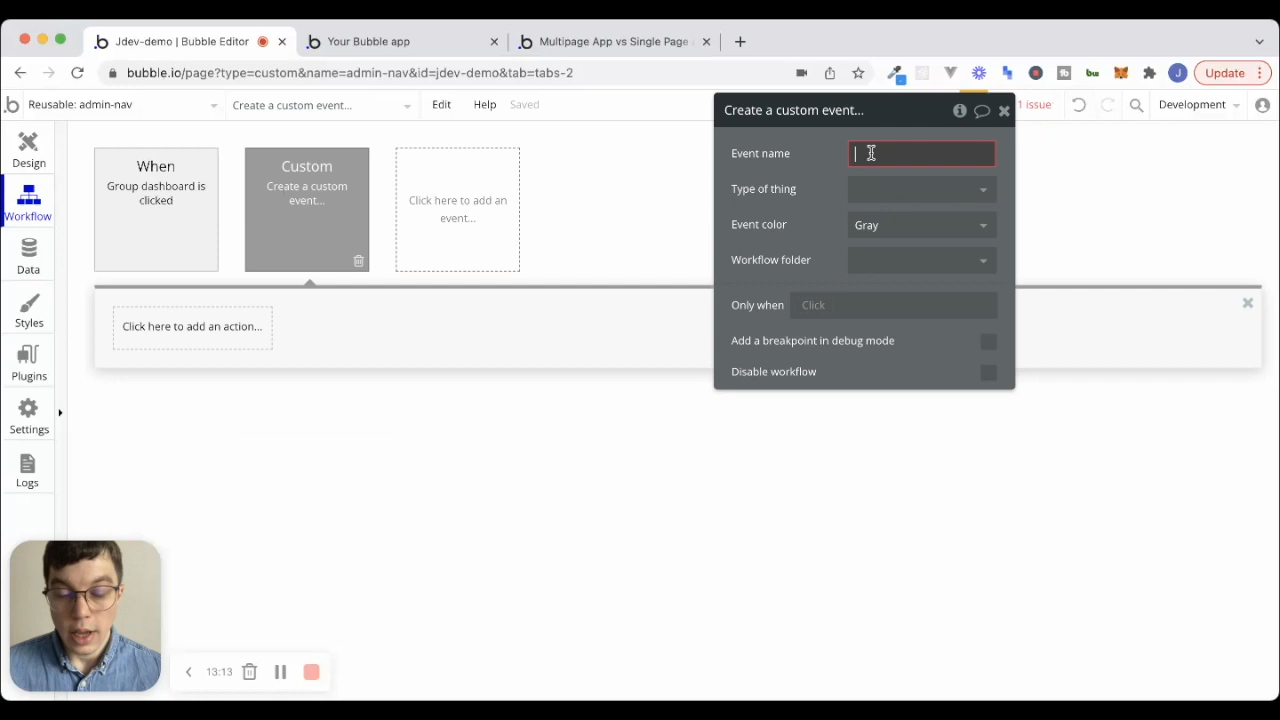 Jdev-demo | Bubble Editor
Your Bubble app
Multipage App vs Single Page
bubble.io/page?type=custom&name=admin-nav&id=jdev-demo&tab=tabs-2
bw
J
Update
b
Reusable: admin-nav
Create a custom event...
Edit
Help
Saved
1 issue
Development
Design
Workflow
Data
Styles
Plugins
Settings
Logs
When
Group dashboard is
clicked
Custom
Create a custom
event...
Click here to add an
event...
Click here to add an action...
Create a custom event...
Event name
Type of thing
Event color
Gray
Workflow folder
Only when
Click
Add a breakpoint in debug mode
Disable workflow
13:13